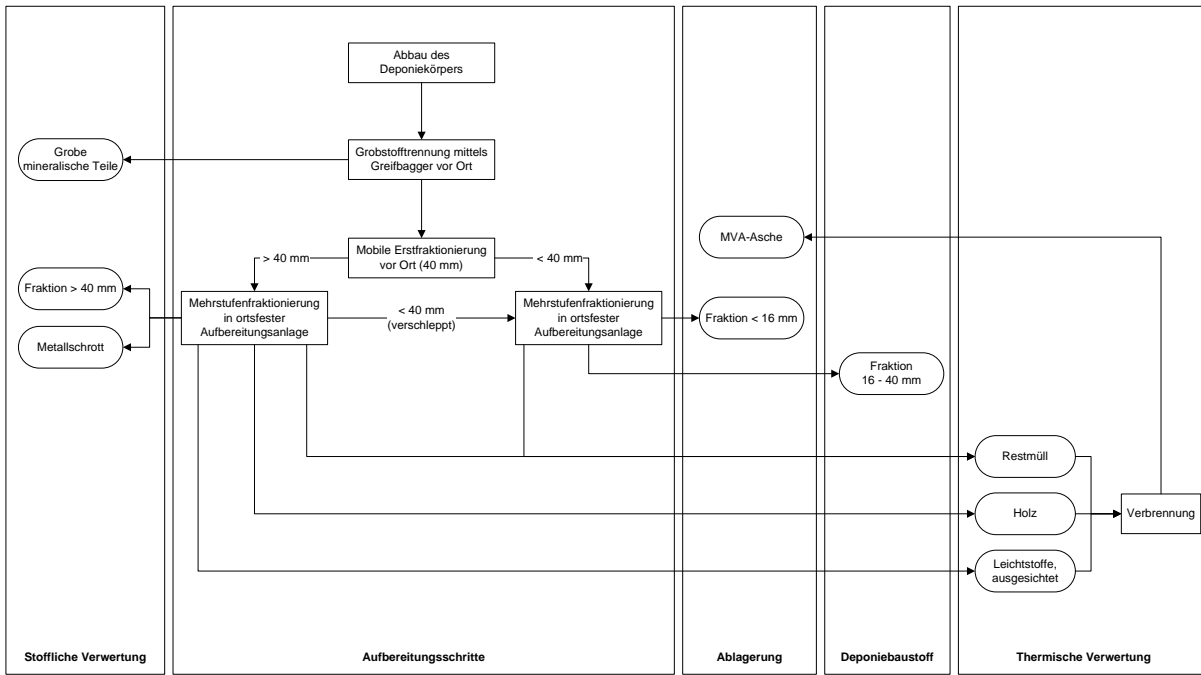 Abbau des
Deponiekörpers
Grobe
mineralische Teile
Grobstofftrennung mittels
Greifbagger vor Ort
MVA-Asche
Mobile Erstfraktionierung
vor Ort (40 mm)
> 40 mm
< 40 mm
Fraktion > 40 mm
Metallschrott
Mehrstufenfraktionierung
in ortsfester
Aufbereitungsanlage
< 40 mm
(verschleppt)
Mehrstufenfraktionierung
in ortsfester
Aufbereitungsanlage
Fraktion < 16 mm
Fraktion
16 - 40 mm
Restmüll
Holz
Verbrennung
Leichtstoffe,
ausgesichtet
Stoffliche Verwertung
Aufbereitungsschritte
Ablagerung
Deponiebaustoff
Thermische Verwertung